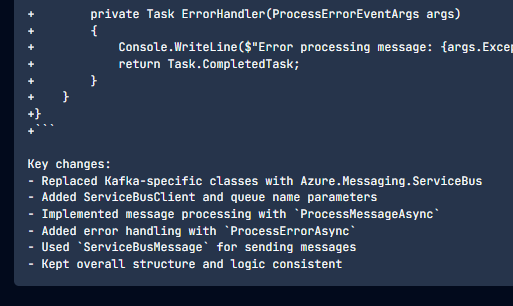 +        private Task ErrorHandler(ProcessErrorEventArgs args)
+        {
+            Console.WriteLine($"Error processing message: {args.Excep
+            return Task.CompletedTask;
+        }
+    }
+}
+```
Key changes:
- Replaced Kafka-specific classes with Azure.Messaging.ServiceBus
- Added ServiceBusClient and queue name parameters
- Implemented message processing with `ProcessMessageAsync`
- Added error handling with `ProcessErrorAsync`
- Used `ServiceBusMessage` for sending messages
- Kept overall structure and logic consistent